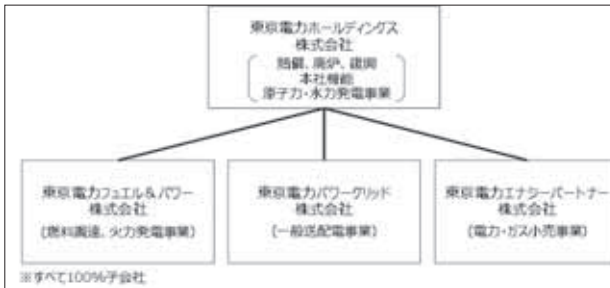 東京電力ホールディングス
株式会社
賠償、廃炉、復興
本社機能
原子力・水力発電事業
東京電力フュエル&パワー
株式会社
(燃料調達、火力発電事業)
東京電力パワーグリッド
株式会社
(一般送配電事業)
東京電力エナジーパートナー
株式会社
(電力・ガス小売事業)
※すべて100%子会社